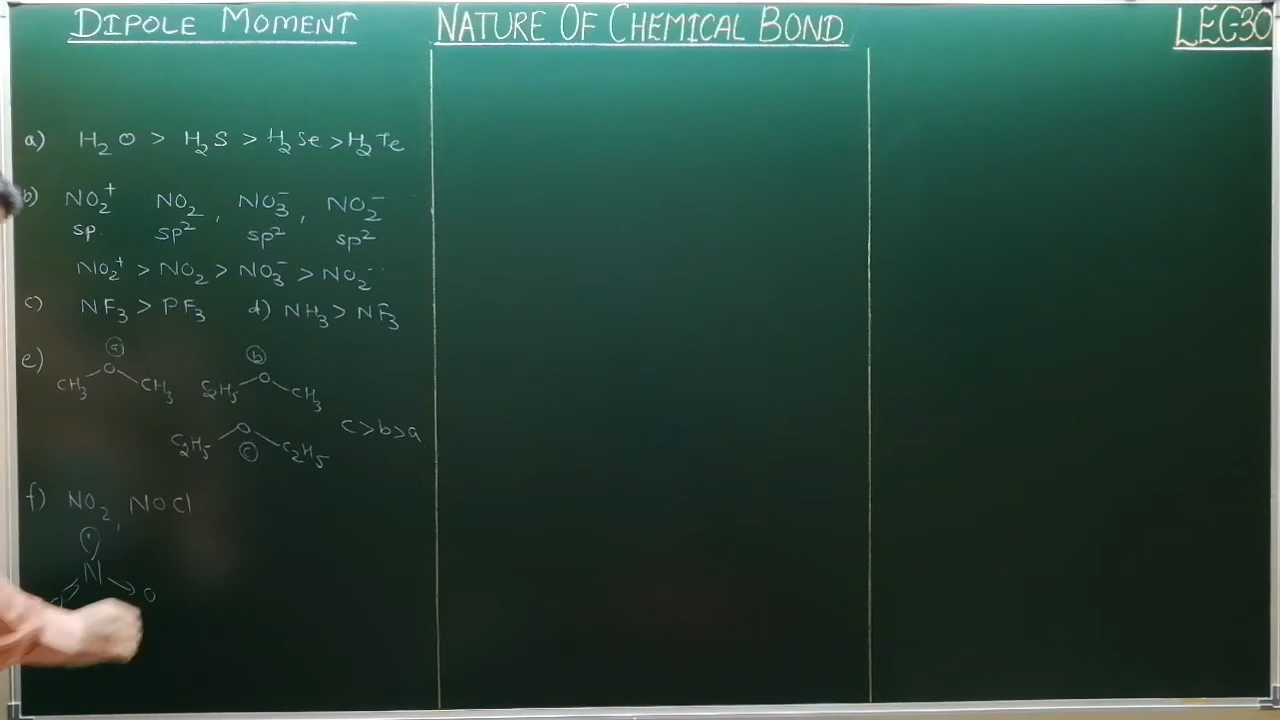 DIPOLE MOMENT
NATURE OF CHEMICAL BOND
LEC30
a) H₂O > H₂S > H₂Se > H₂Te
b) NO₂⁺ NO₂, NO₃⁻, NO₂⁻
sp. sp² sp² sp²
NO₂⁺ > NO₂ > NO₃⁻ > NO₂⁻
c) NF₃ > PF₃ d) NH₃ > NF₃
e) a b
O O
CH₃ CH₃ C₂H₅ CH₃
O c > b > a
C₂H₅ c C₂H₅
f) NO₂, NOCl
N
O